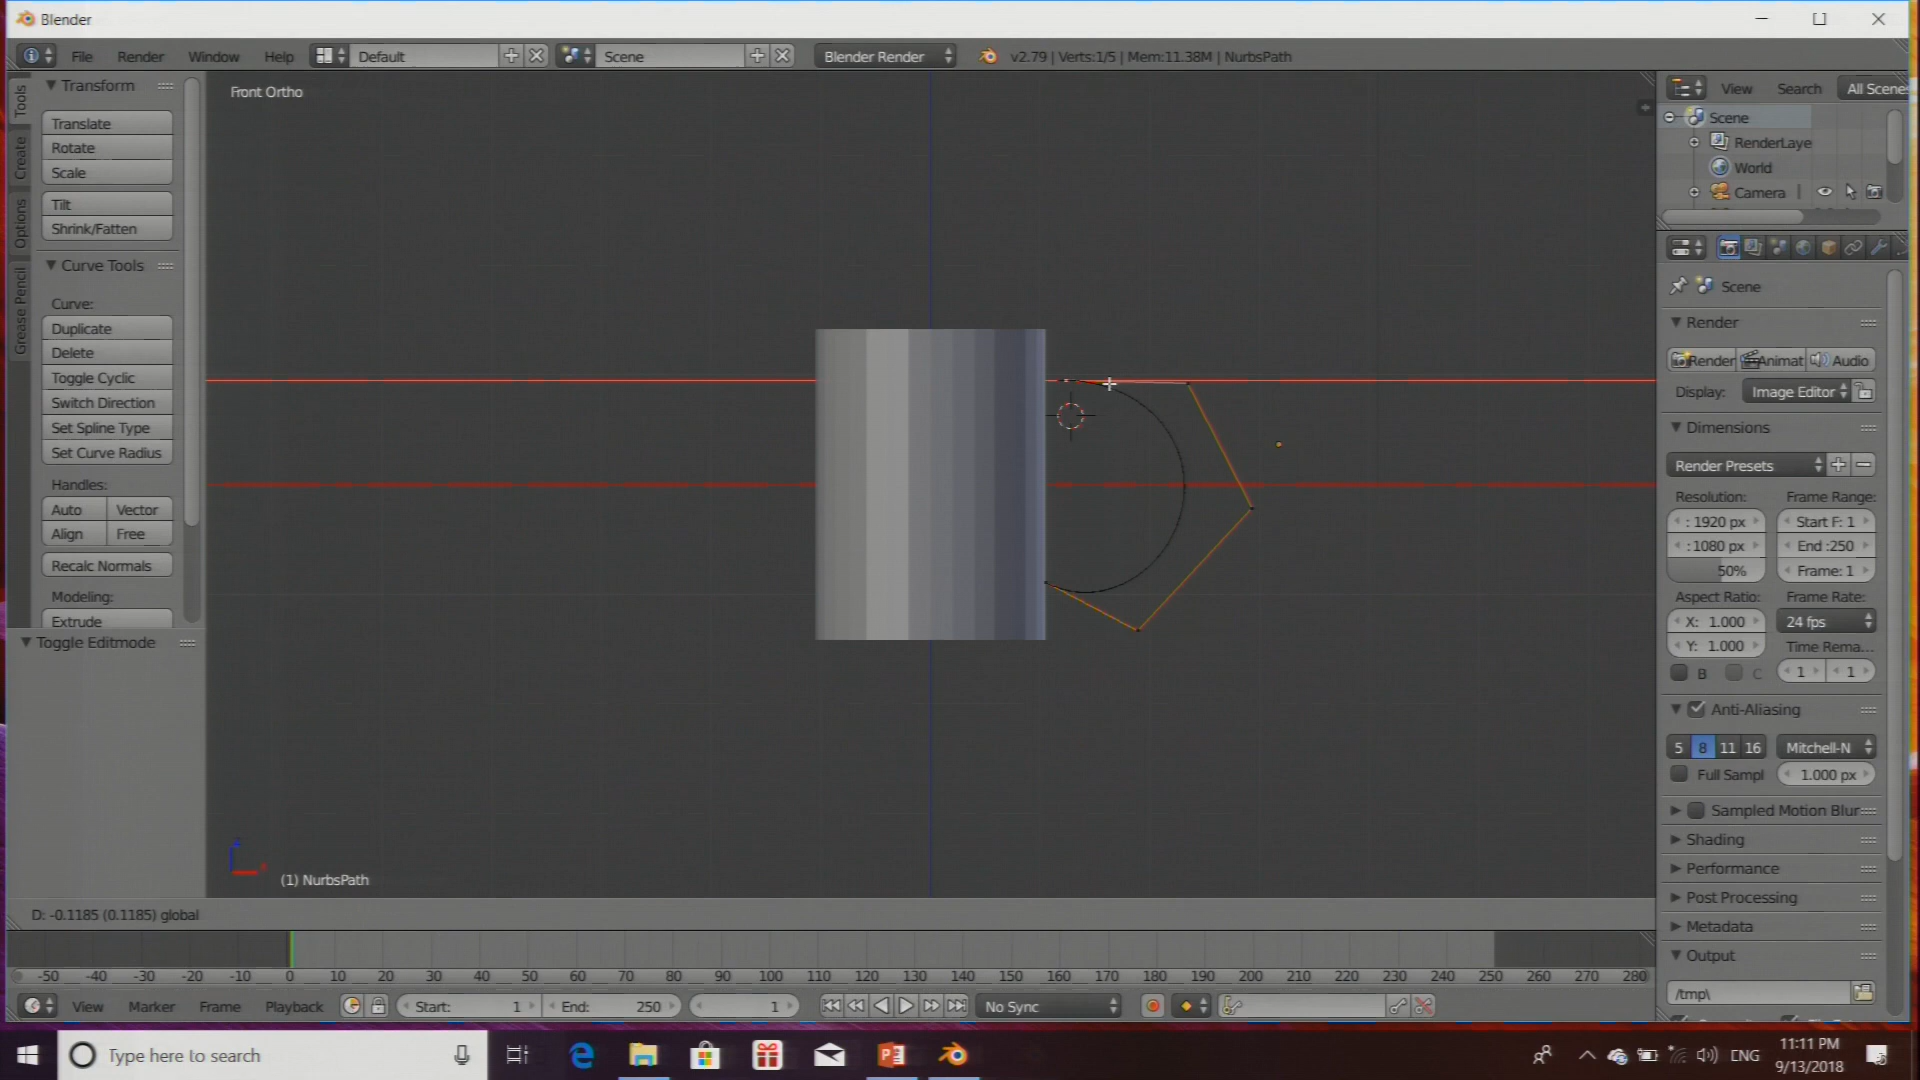 Blender
File Render Window Help Default Scene Blender Render v2.79 | Verts:1/5 | Mem:11.38M | NurbsPath
Tools
Create
Options
Grease Pencil
Transform
Translate
Rotate
Scale
Tilt
Shrink/Fatten
Curve Tools
Curve:
Duplicate
Delete
Toggle Cyclic
Switch Direction
Set Spline Type
Set Curve Radius
Handles:
Auto Vector
Align Free
Recalc Normals
Modeling:
Extrude
Toggle Editmode
Front Ortho
(1) NurbsPath
D: -0.1185 (0.1185) global
View Search All Scene
Scene
RenderLaye
World
Camera
Scene
Render
Render Animat Audio
Display: Image Editor
Dimensions
Render Presets
Resolution: Frame Range:
: 1920 px Start F: 1
: 1080 px End :250
50% Frame: 1
Aspect Ratio: Frame Rate:
X: 1.000 24 fps
Y: 1.000 Time Rema...
B C 1 1
Anti-Aliasing
5 8 11 16 Mitchell-N
Full Sampl 1.000 px
Sampled Motion Blur
Shading
Performance
Post Processing
Metadata
Output
/tmp\
-50 -40 -30 -20 -10 0 10 20 30 40 50 60 70 80 90 100 110 120 130 140 150 160 170 180 190 200 210 220 230 240 250 260 270 280
View Marker Frame Playback Start: 1 End: 250 1 No Sync
Type here to search
ENG
11:11 PM
9/13/2018